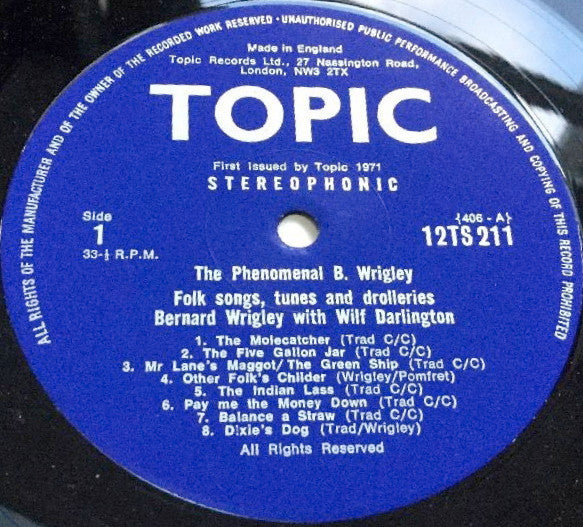 ALL RIGHTS OF THE MANUFACTURER AND OF THE OWNER OF THE RECORDED WORK RESERVED · UNAUTHORISED PUBLIC PERFORMANCE BROADCASTING AND COPYING OF THIS RECORD PROHIBITED
Made in England
Topic Records Ltd., 27 Nassington Road,
London, NW3 2TX
TOPIC
First Issued by Topic 1971
STEREOPHONIC
Side
1
33-⅓ R.P.M.
(406 - A)
12TS211
The Phenomenal B. Wrigley
Folk songs, tunes and drolleries
Bernard Wrigley with Wilf Darlington
1. The Molecatcher (Trad C/C)
2. The Five Gallon Jar (Trad C/C)
3. Mr Lane's Maggot/The Green Ship (Trad C/C)
4. Other Folk's Childer (Wrigley/Pomfret)
5. The Indian Lass (Trad C/C)
6. Pay me the Money Down (Trad C/C)
7. Balance a Straw (Trad C/C)
8. Dixie's Dog (Trad/Wrigley)
All Rights Reserved